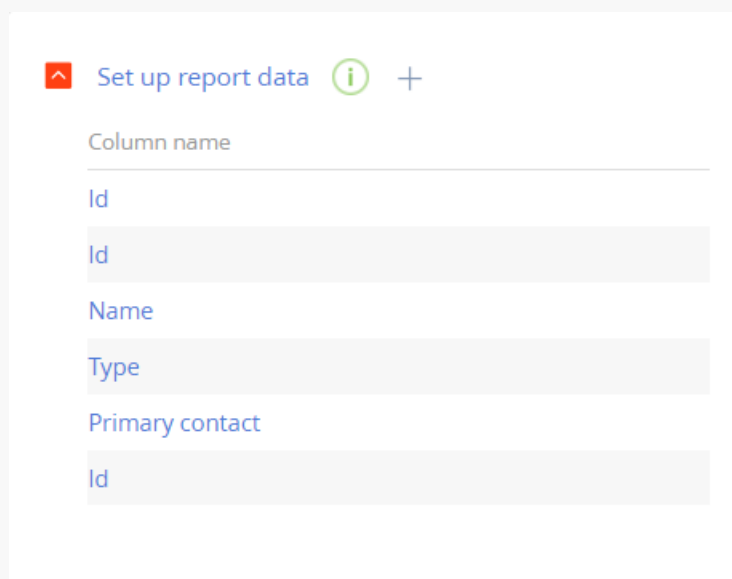 Set up report data
Column name
Id
Id
Name
Type
Primary contact
Id